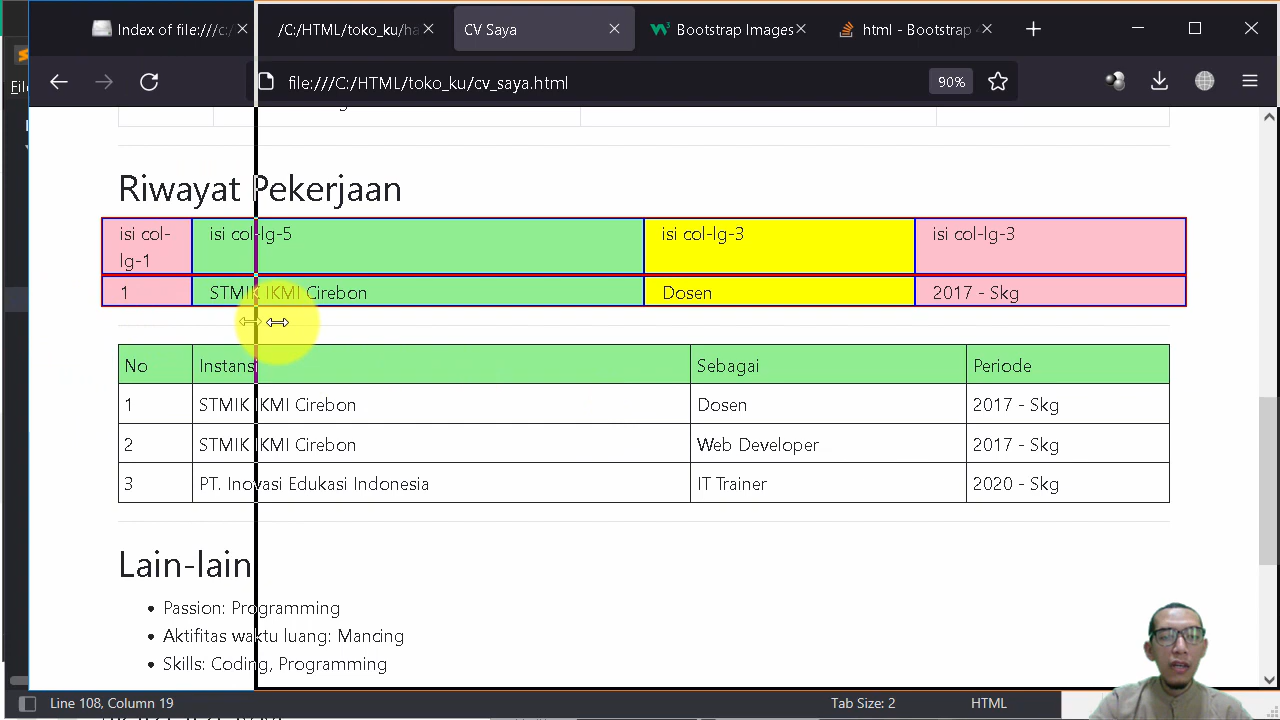 Index of file:///c:/
/C:/HTML/toko_ku/ha
CV Saya
Bootstrap Images
html - Bootstrap 4
file:///C:/HTML/toko_ku/cv_saya.html
90%
Riwayat Pekerjaan
isi col-lg-1
isi col-lg-5
isi col-lg-3
isi col-lg-3
1 STMIK IKMI Cirebon Dosen 2017 - Skg
No Instansi Sebagai Periode
1 STMIK IKMI Cirebon Dosen 2017 - Skg
2 STMIK IKMI Cirebon Web Developer 2017 - Skg
3 PT. Inovasi Edukasi Indonesia IT Trainer 2020 - Skg
Lain-lain
• Passion: Programming
• Aktifitas waktu luang: Mancing
• Skills: Coding, Programming
Line 108, Column 19
Tab Size: 2
HTML